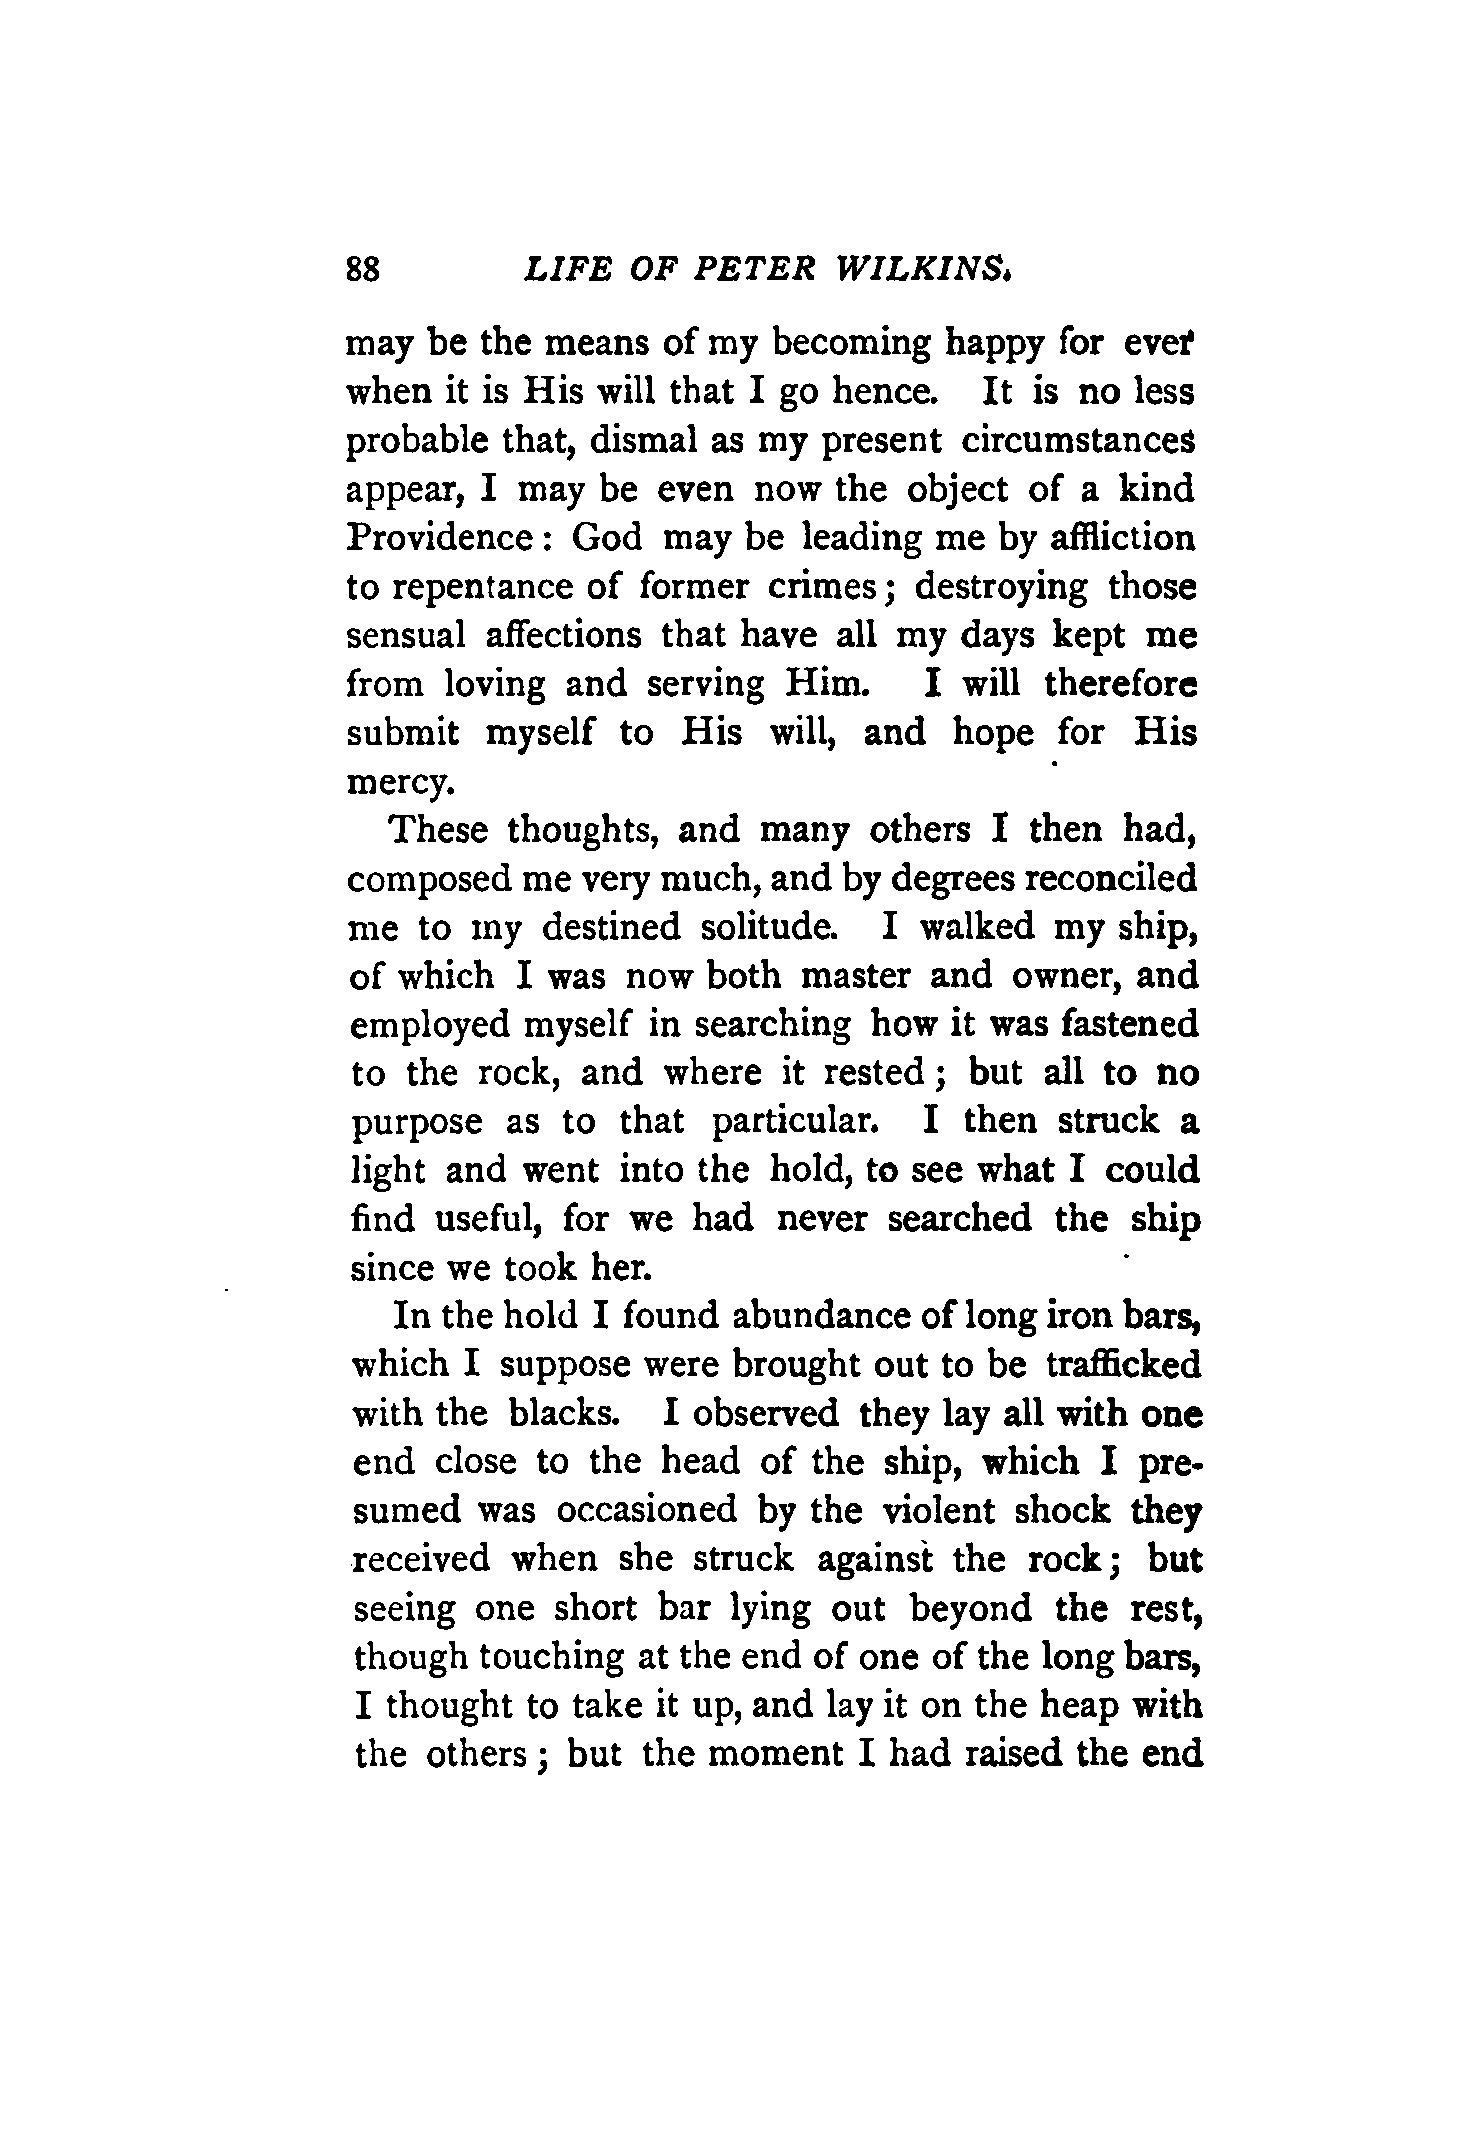 88 LIFE OF PETER WILKINS.
may be the means of my becoming happy for ever
when it is His will that I go hence. It is no less
probable that, dismal as my present circumstances
appear, I may be even now the object of a kind
Providence : God may be leading me by affliction
to repentance of former crimes ; destroying those
sensual affections that have all my days kept me
from loving and serving Him. I will therefore
submit myself to His will, and hope for His
mercy.
These thoughts, and many others I then had,
composed me very much, and by degrees reconciled
me to my destined solitude. I walked my ship,
of which I was now both master and owner, and
employed myself in searching how it was fastened
to the rock, and where it rested ; but all to no
purpose as to that particular. I then struck a
light and went into the hold, to see what I could
find useful, for we had never searched the ship
since we took her.
In the hold I found abundance of long iron bars,
which I suppose were brought out to be trafficked
with the blacks. I observed they lay all with one
end close to the head of the ship, which I pre-
sumed was occasioned by the violent shock they
received when she struck against the rock ; but
seeing one short bar lying out beyond the rest,
though touching at the end of one of the long bars,
I thought to take it up, and lay it on the heap with
the others ; but the moment I had raised the end